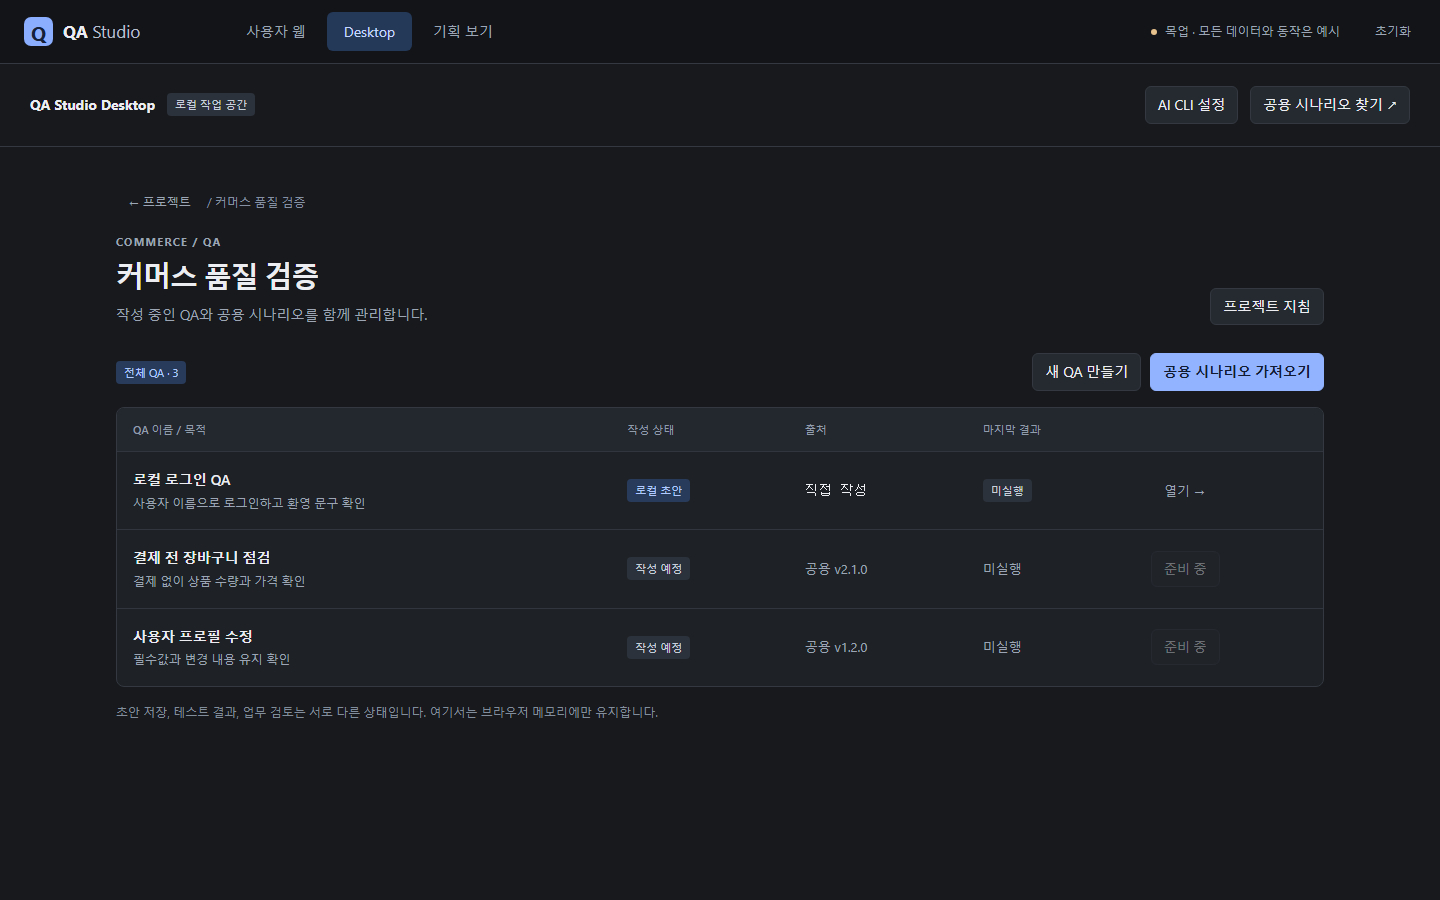 Q QA Studio 사용자 웹 Desktop 기획 보기 목업 · 모든 데이터와 동작은 예시 초기화
QA Studio Desktop 로컬 작업 공간 AI CLI 설정 공용 시나리오 찾기 ↗
← 프로젝트 / 커머스 품질 검증
COMMERCE / QA
커머스 품질 검증
작성 중인 QA와 공용 시나리오를 함께 관리합니다.
프로젝트 지침
전체 QA · 3 새 QA 만들기 공용 시나리오 가져오기
QA 이름 / 목적 작성 상태 출처 마지막 결과
로컬 로그인 QA
사용자 이름으로 로그인하고 환영 문구 확인
로컬 초안 직접 작성 미실행 열기 →
결제 전 장바구니 점검
결제 없이 상품 수량과 가격 확인
작성 예정 공용 v2.1.0 미실행 준비 중
사용자 프로필 수정
필수값과 변경 내용 유지 확인
작성 예정 공용 v1.2.0 미실행 준비 중
초안 저장, 테스트 결과, 업무 검토는 서로 다른 상태입니다. 여기서는 브라우저 메모리에만 유지합니다.